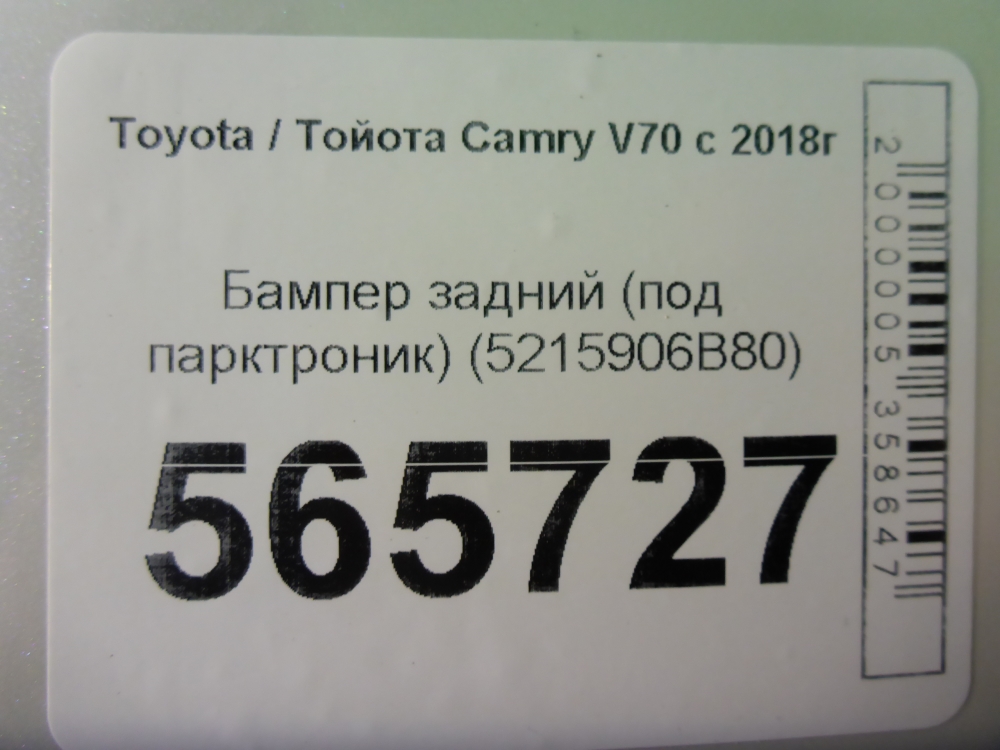 Toyota / Тойота Camry V70 с 2018г
Бампер задний (под
парктроник) (5215906B80)
565727
2000005358647